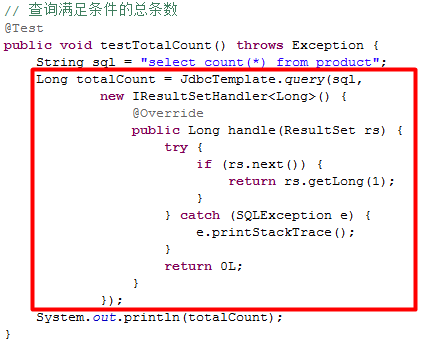 // 查询满足条件的总条数
@Test
public void testTotalCount() throws Exception {
    String sql = "select count(*) from product";
    Long totalCount = JdbcTemplate.query(sql,
            new IResultSetHandler<Long>() {
                @Override
                public Long handle(ResultSet rs) {
                    try {
                        if (rs.next()) {
                            return rs.getLong(1);
                        }
                    } catch (SQLException e) {
                        e.printStackTrace();
                    }
                    return 0L;
                }
            });
    System.out.println(totalCount);
}